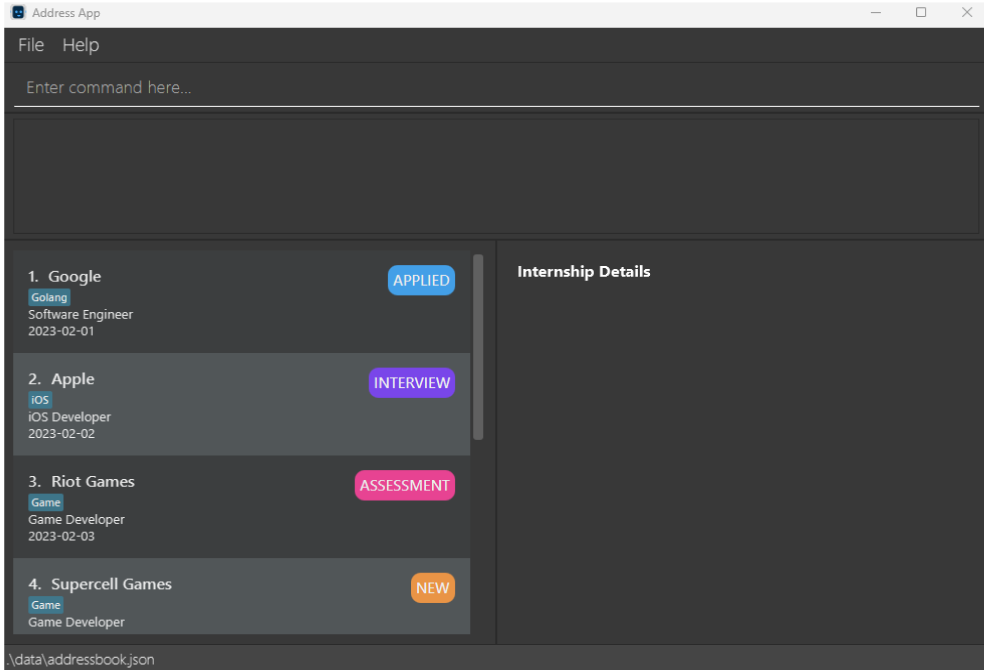 Address App
File Help
Enter command here...
1. Google
APPLIED
Golang
Software Engineer
2023-02-01
2. Apple
INTERVIEW
iOS
iOS Developer
2023-02-02
3. Riot Games
ASSESSMENT
Game
Game Developer
2023-02-03
4. Supercell Games
NEW
Game
Game Developer
Internship Details
.\data\addressbook.json